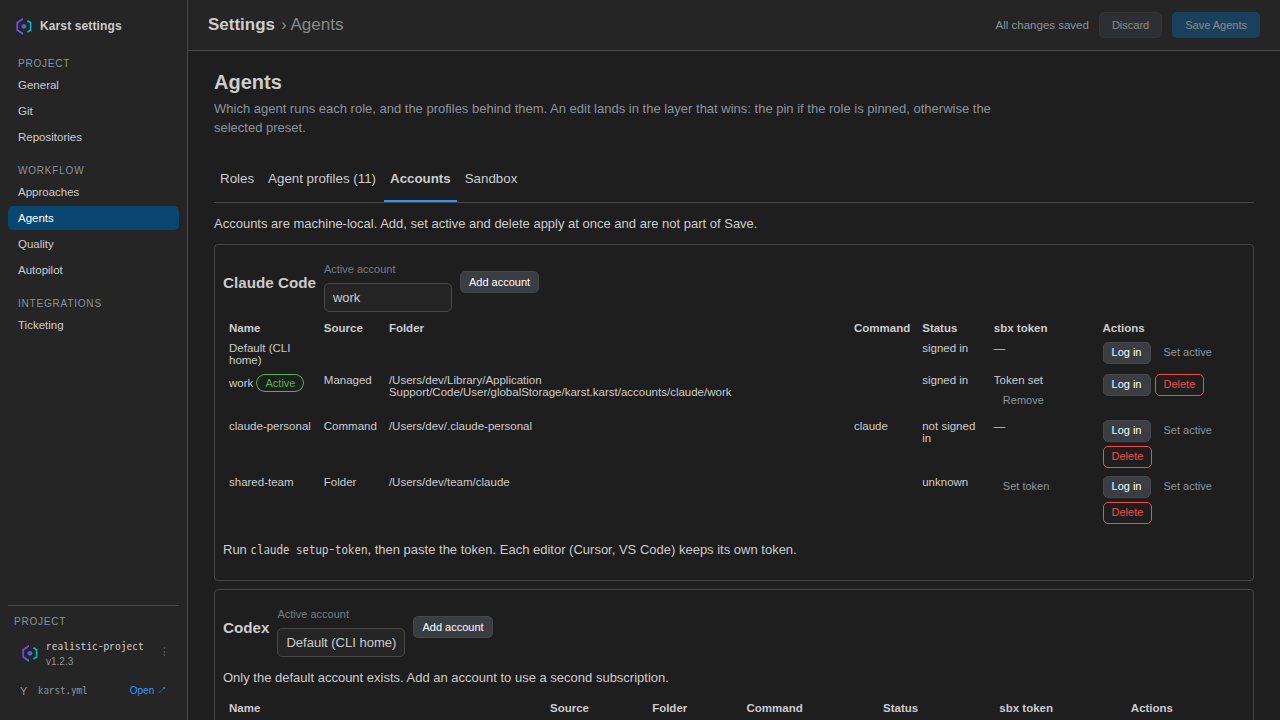 Karst settings
Settings › Agents
All changes saved
Discard
Save Agents
PROJECT
General
Git
Repositories
WORKFLOW
Approaches
Agents
Quality
Autopilot
INTEGRATIONS
Ticketing
PROJECT
realistic-project
v1.2.3
⋮
Y karst.yml Open ↗
Agents
Which agent runs each role, and the profiles behind them. An edit lands in the layer that wins: the pin if the role is pinned, otherwise the
selected preset.
Roles Agent profiles (11) Accounts Sandbox
Accounts are machine-local. Add, set active and delete apply at once and are not part of Save.
Active account
Claude Code work Add account
Name Source Folder Command Status sbx token Actions
Default (CLI signed in — Log in Set active
home)
work Active Managed /Users/dev/Library/Application signed in Token set Log in Delete
Support/Code/User/globalStorage/karst.karst/accounts/claude/work
Remove
claude-personal Command /Users/dev/.claude-personal claude not signed — Log in Set active
in
Delete
shared-team Folder /Users/dev/team/claude unknown Set token Log in Set active
Delete
Run claude setup-token, then paste the token. Each editor (Cursor, VS Code) keeps its own token.
Active account
Codex Default (CLI home) Add account
Only the default account exists. Add an account to use a second subscription.
Name Source Folder Command Status sbx token Actions